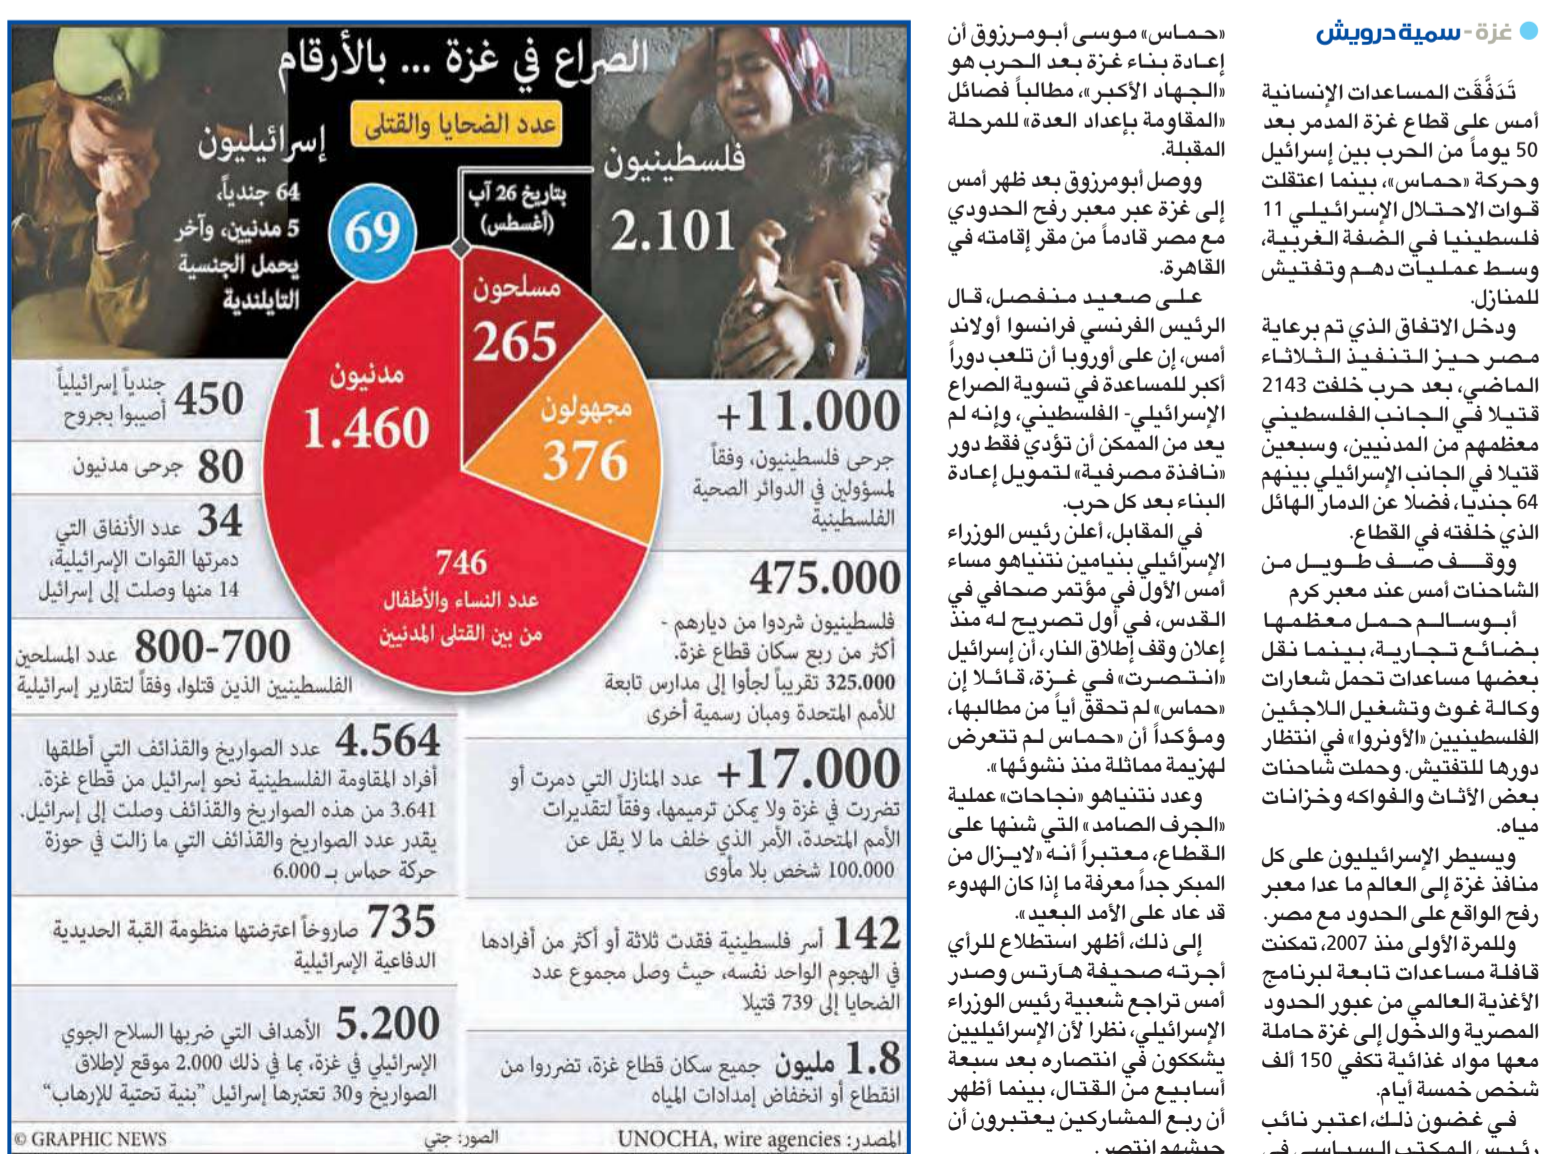 غزة - سمية درويش
تَدَفَّقَت المساعدات الإنسانية
أمس على قطاع غزة المدمر بعد
50 يوماً من الحرب بين إسرائيل
وحركة «حماس»، بينما اعتقلت
قوات الاحتلال الإسرائيلي 11
فلسطينيا في الضفة الغربية،
وسط عمليات دهم وتفتيش
للمنازل.
ودخل الاتفاق الذي تم برعاية
مصر حيز التنفيذ الثلاثاء
الماضي، بعد حرب خلفت 2143
قتيلا في الجانب الفلسطيني
معظمهم من المدنيين، وسبعين
قتيلا في الجانب الإسرائيلي بينهم
64 جنديا، فضلا عن الدمار الهائل
الذي خلفته في القطاع.
ووقف صف طويل من
الشاحنات أمس عند معبر كرم
أبوسالم حمل معظمها
بضائع تجارية، بينما نقل
بعضها مساعدات تحمل شعارات
وكالة غوث وتشغيل اللاجئين
الفلسطينيين «الأونروا» في انتظار
دورها للتفتيش. وحملت شاحنات
بعض الأثاث والفواكه وخزانات
مياه.
ويسيطر الإسرائيليون على كل
منافذ غزة إلى العالم ما عدا معبر
رفح الواقع على الحدود مع مصر.
وللمرة الأولى منذ 2007، تمكنت
قافلة مساعدات تابعة لبرنامج
الأغذية العالمي من عبور الحدود
المصرية والدخول إلى غزة حاملة
معها مواد غذائية تكفي 150 ألف
شخص خمسة أيام.
في غضون ذلك، اعتبر نائب
رئيس المكتب السياسي في
«حماس» موسى أبومرزوق أن
إعادة بناء غزة بعد الحرب هو
«الجهاد الأكبر»، مطالباً فصائل
«المقاومة بإعداد العدة» للمرحلة
المقبلة.
ووصل أبومرزوق بعد ظهر أمس
إلى غزة عبر معبر رفح الحدودي
مع مصر قادماً من مقر إقامته في
القاهرة.
على صعيد منفصل، قال
الرئيس الفرنسي فرانسوا أولاند
أمس، إن على أوروبا أن تلعب دوراً
أكبر للمساعدة في تسوية الصراع
الإسرائيلي- الفلسطيني، وإنه لم
يعد من الممكن أن تؤدي فقط دور
«نافذة مصرفية» لتمويل إعادة
البناء بعد كل حرب.
في المقابل، أعلن رئيس الوزراء
الإسرائيلي بنيامين نتنياهو مساء
أمس الأول في مؤتمر صحافي في
القدس، في أول تصريح له منذ
إعلان وقف إطلاق النار، أن إسرائيل
«انتصرت» في غزة، قائلا إن
«حماس» لم تحقق أياً من مطالبها،
ومؤكداً أن «حماس لم تتعرض
لهزيمة مماثلة منذ نشوئها».
وعدد نتنياهو «نجاحات» عملية
«الجرف الصامد» التي شنها على
القطاع، معتبراً أنه «لايزال من
المبكر جداً معرفة ما إذا كان الهدوء
قد عاد على الأمد البعيد».
إلى ذلك، أظهر استطلاع للرأي
أجرته صحيفة هآرتس وصدر
أمس تراجع شعبية رئيس الوزراء
الإسرائيلي، نظرا لأن الإسرائيليين
يشككون في انتصاره بعد سبعة
أسابيع من القتال، بينما أظهر
أن ربع المشاركين يعتبرون أن
جيشهم انتصر.
الصراع في غزة ... بالأرقام
عدد الضحايا والقتلى
فلسطينيون
2.101
بتاريخ 26 آب
(أغسطس)
إسرائيليون
64 جندياً،
5 مدنيين، وآخر
يحمل الجنسية
التايلندية
69
مسلحون
265
مجهولون
376
مدنيون
1.460
746
عدد النساء والأطفال
من بين القتلى المدنيين
+11.000
جرحى فلسطينيون، وفقاً
لمسؤولين في الدوائر الصحية
الفلسطينية
475.000
فلسطينيون شردوا من ديارهم -
أكثر من ربع سكان قطاع غزة.
325.000 تقريباً لجأوا إلى مدارس تابعة
للأمم المتحدة ومبان رسمية أخرى
+17.000 عدد المنازل التي دمرت أو
تضررت في غزة ولا يمكن ترميمها، وفقاً لتقديرات
الأمم المتحدة، الأمر الذي خلف ما لا يقل عن
100.000 شخص بلا مأوى
142 أسر فلسطينية فقدت ثلاثة أو أكثر من أفرادها
في الهجوم الواحد نفسه، حيث وصل مجموع عدد
الضحايا إلى 739 قتيلا
1.8 مليون جميع سكان قطاع غزة، تضرروا من
انقطاع أو انخفاض إمدادات المياه
450 جندياً إسرائيلياً
أصيبوا بجروح
80 جرحى مدنيون
34 عدد الأنفاق التي
دمرتها القوات الإسرائيلية،
14 منها وصلت إلى إسرائيل
800-700 عدد المسلحين
الفلسطينيين الذين قتلوا، وفقاً لتقارير إسرائيلية
4.564 عدد الصواريخ والقذائف التي أطلقها
أفراد المقاومة الفلسطينية نحو إسرائيل من قطاع غزة.
3.641 من هذه الصواريخ والقذائف وصلت إلى إسرائيل.
يقدر عدد الصواريخ والقذائف التي ما زالت في حوزة
حركة حماس بـ 6.000
735 صاروخاً اعترضتها منظومة القبة الحديدية
الدفاعية الإسرائيلية
5.200 الأهداف التي ضربها السلاح الجوي
الإسرائيلي في غزة، بما في ذلك 2.000 موقع لإطلاق
الصواريخ و30 تعتبرها إسرائيل "بنية تحتية للإرهاب"
المصدر: UNOCHA, wire agencies
الصور: جتي
© GRAPHIC NEWS